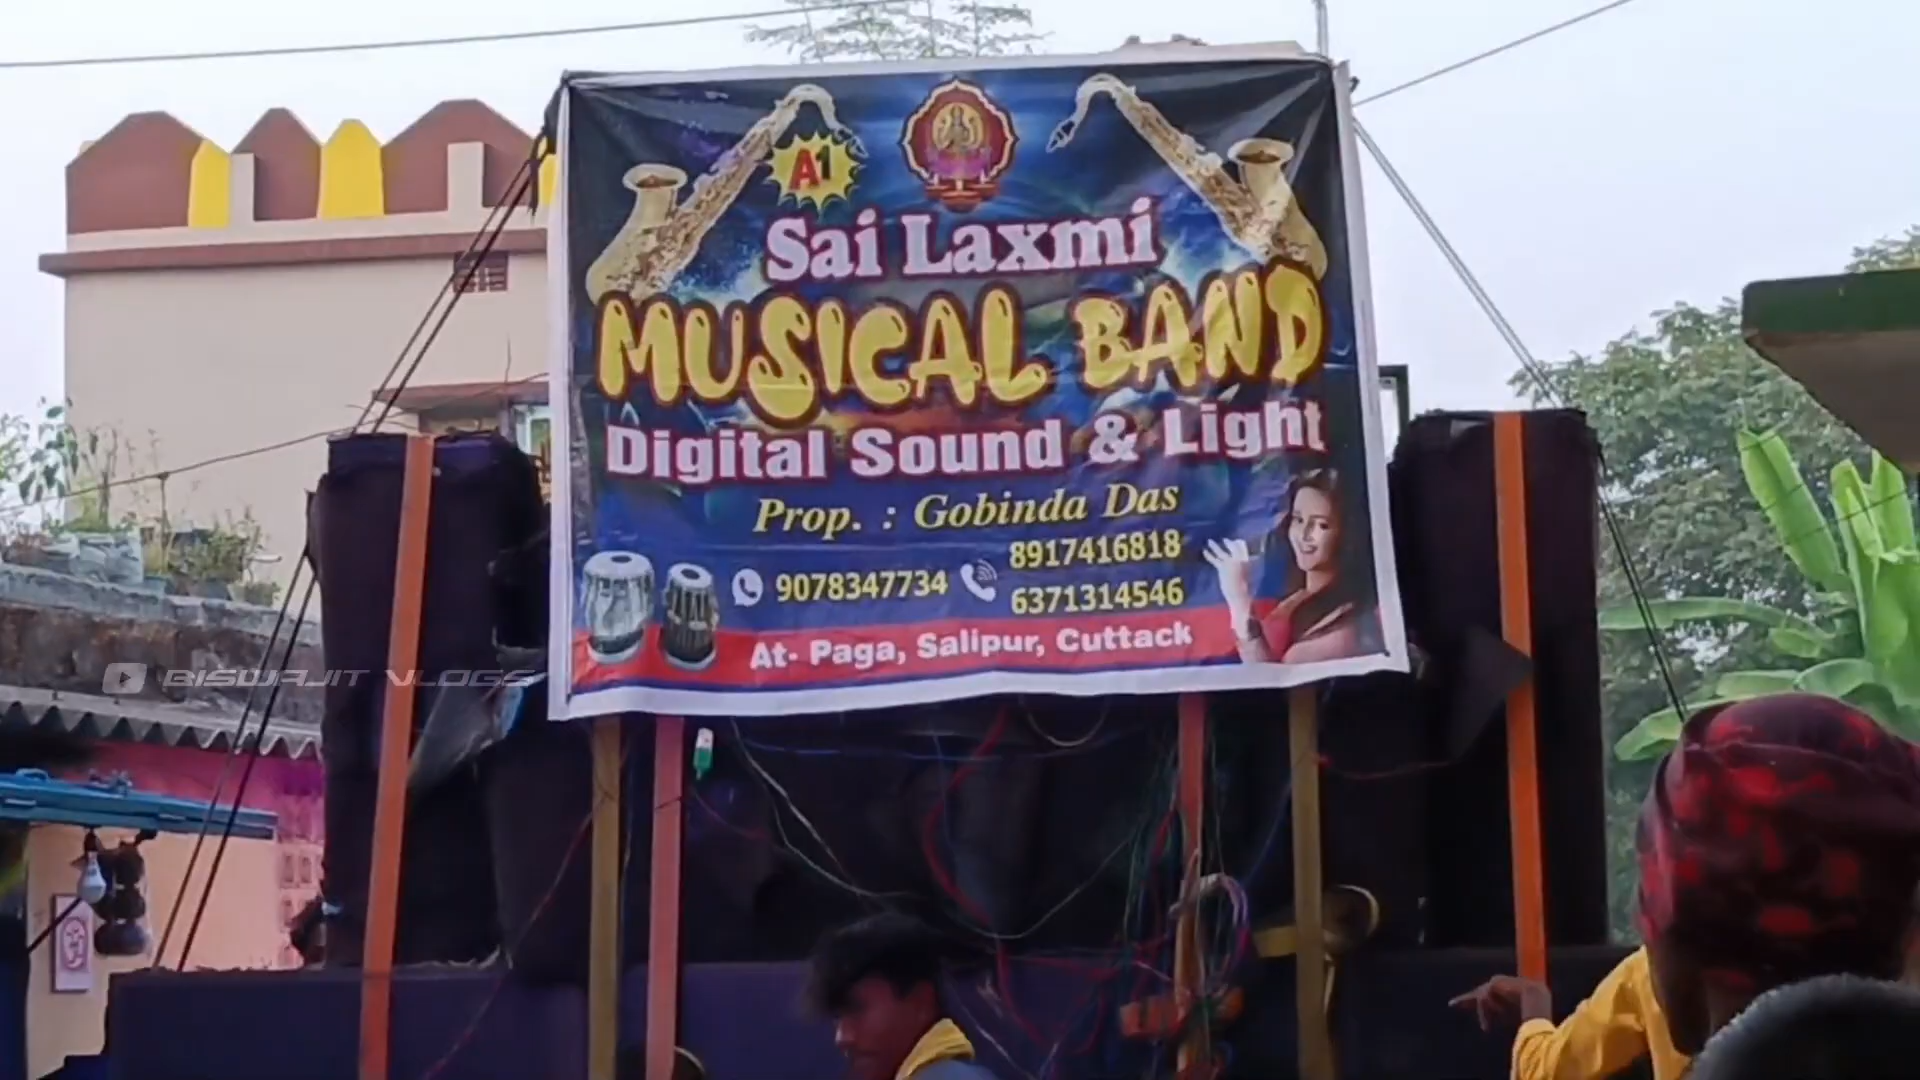 A1
Sai Laxmi
MUSICAL BAND
Digital Sound & Light
Prop. : Gobinda Das
9078347734
8917416818
6371314546
At- Paga, Salipur, Cuttack
BISWAJIT VLOGS